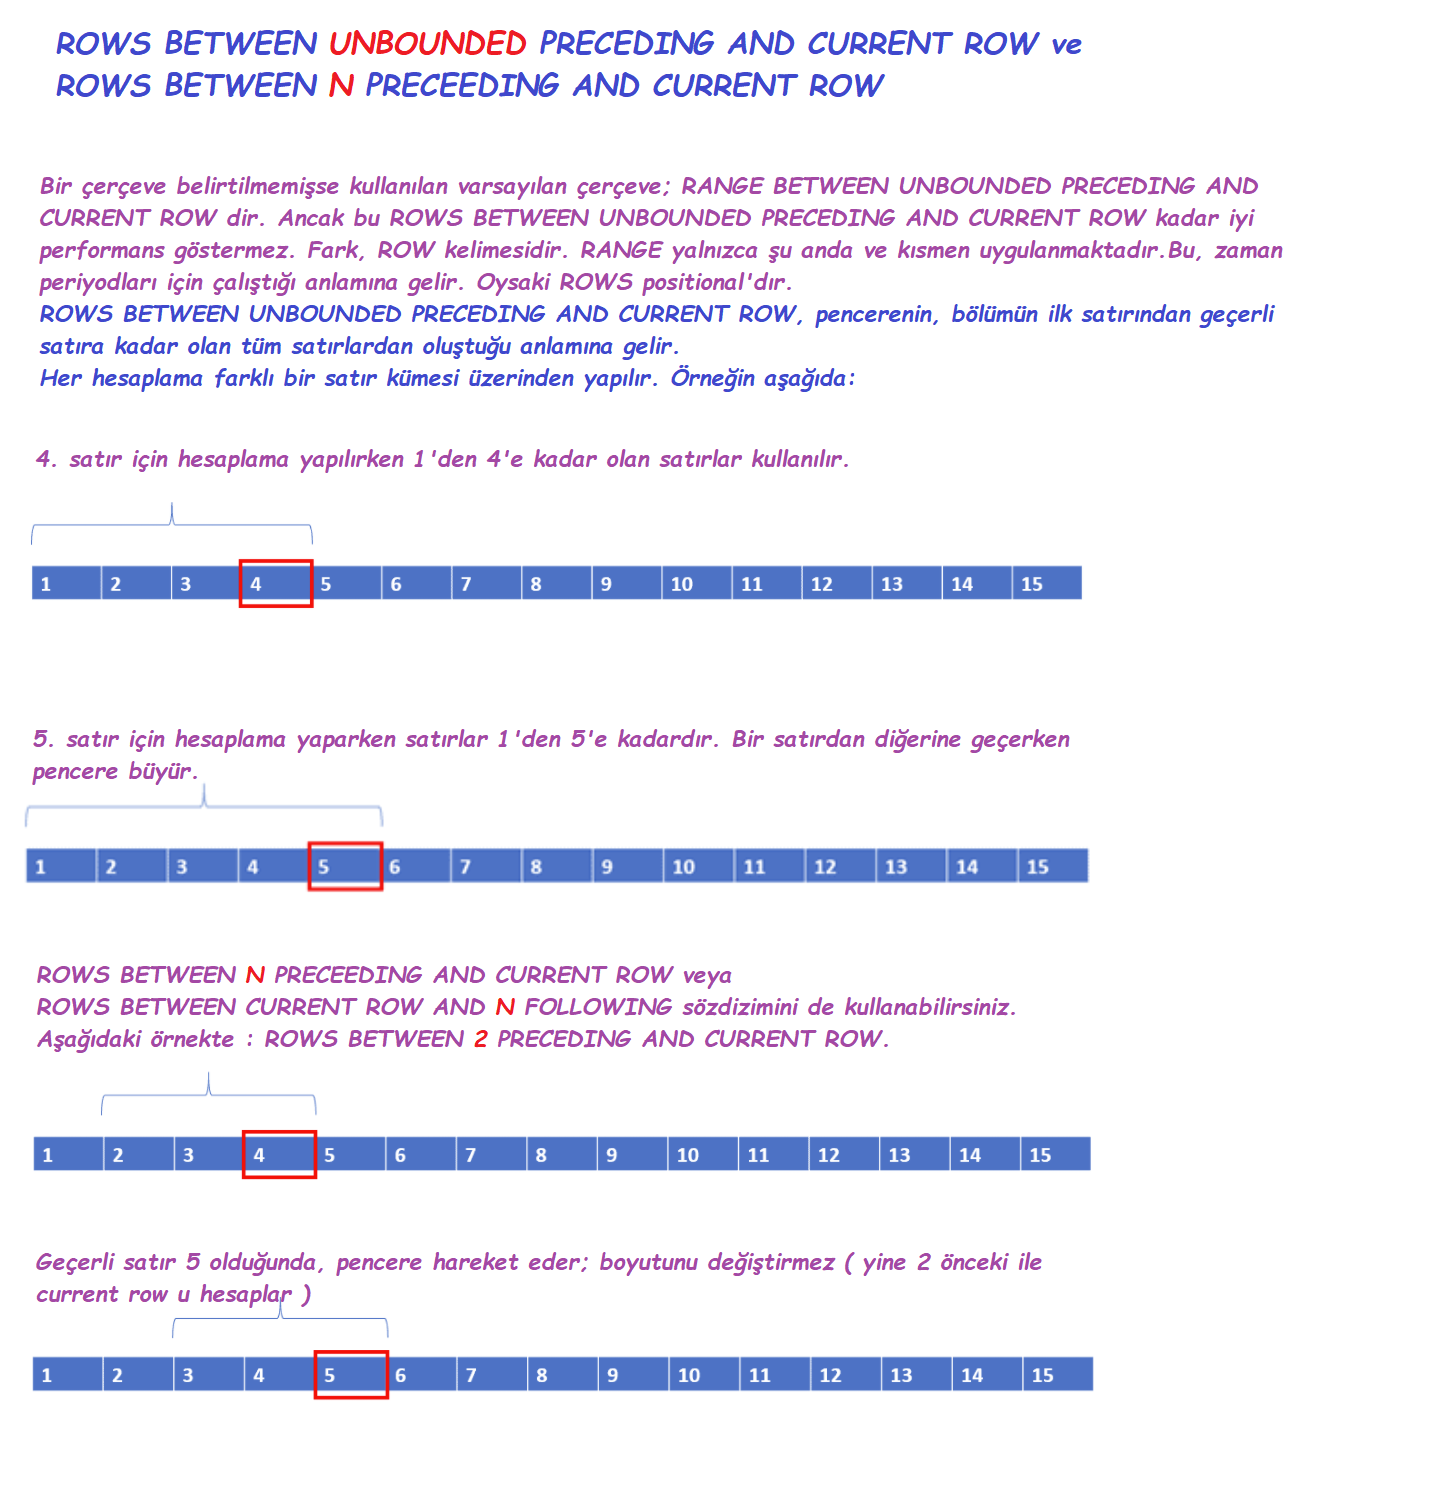 ROWS BETWEEN UNBOUNDED PRECEDING AND CURRENT ROW ve
ROWS BETWEEN N PRECEEDING AND CURRENT ROW
Bir çerçeve belirtilmemişse kullanılan varsayılan çerçeve; RANGE BETWEEN UNBOUNDED PRECEDING AND
CURRENT ROW dir. Ancak bu ROWS BETWEEN UNBOUNDED PRECEDING AND CURRENT ROW kadar iyi
performans göstermez. Fark, ROW kelimesidir. RANGE yalnızca şu anda ve kısmen uygulanmaktadır.Bu, zaman
periyodları için çalıştığı anlamına gelir. Oysaki ROWS positional'dır.
ROWS BETWEEN UNBOUNDED PRECEDING AND CURRENT ROW, pencerenin, bölümün ilk satırından geçerli
satıra kadar olan tüm satırlardan oluştuğu anlamına gelir.
Her hesaplama farklı bir satır kümesi üzerinden yapılır. Örneğin aşağıda:
4. satır için hesaplama yapılırken 1'den 4'e kadar olan satırlar kullanılır.
1 2 3 4 5 6 7 8 9 10 11 12 13 14 15
5. satır için hesaplama yaparken satırlar 1'den 5'e kadardır. Bir satırdan diğerine geçerken
pencere büyür.
1 2 3 4 5 6 7 8 9 10 11 12 13 14 15
ROWS BETWEEN N PRECEEDING AND CURRENT ROW veya
ROWS BETWEEN CURRENT ROW AND N FOLLOWING sözdizimini de kullanabilirsiniz.
Aşağıdaki örnekte : ROWS BETWEEN 2 PRECEDING AND CURRENT ROW.
1 2 3 4 5 6 7 8 9 10 11 12 13 14 15
Geçerli satır 5 olduğunda, pencere hareket eder; boyutunu değiştirmez ( yine 2 önceki ile
current row u hesaplar )
1 2 3 4 5 6 7 8 9 10 11 12 13 14 15